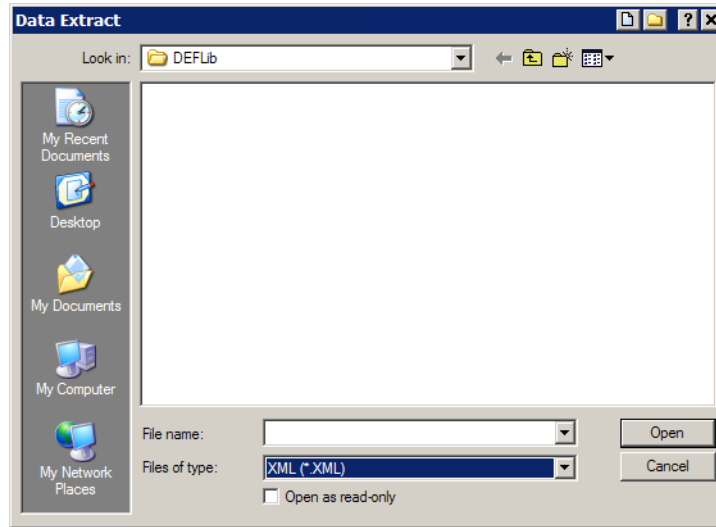 Data Extract
Look in:
DEFLib
My Recent
Documents
Desktop
My Documents
My Computer
My Network
Places
File name:
Open
Files of type:
XML (*.XML)
Cancel
Open as read-only